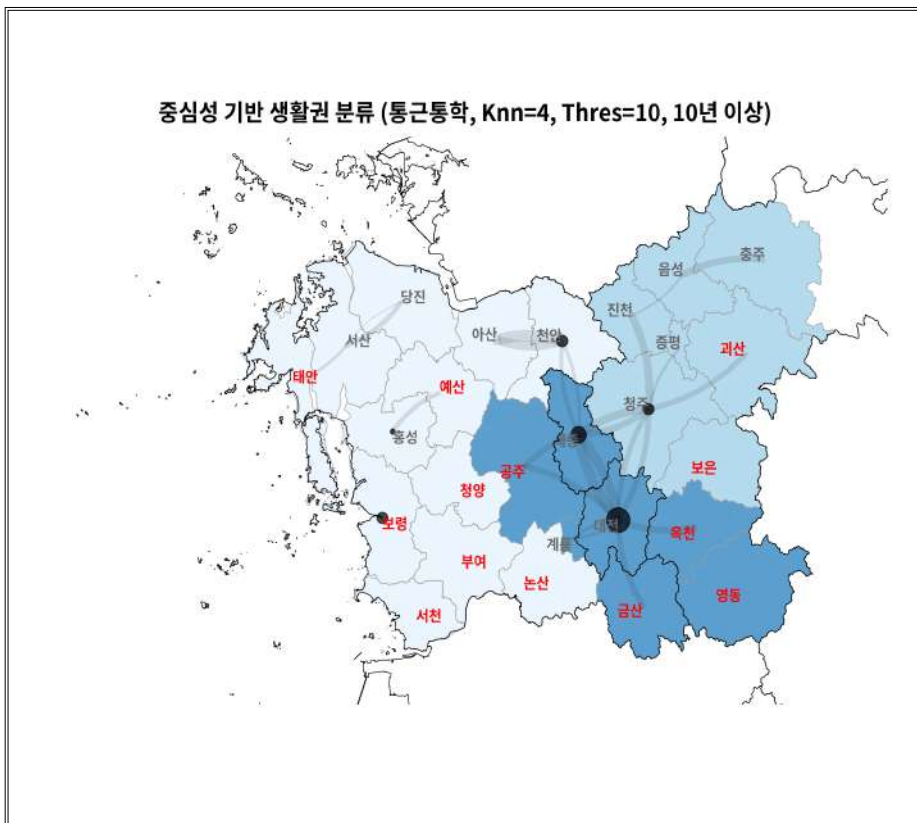 중심성 기반 생활권 분류 (통근통학, Knn=4, Thres=10, 10년 이상)
충주
음성
당진
진천
아산
천안
서산
증평
괴산
태안
예산
청주
홍성
공주
보은
청양
보령
대전
옥천
계룡
부여
논산
영동
서천
금산